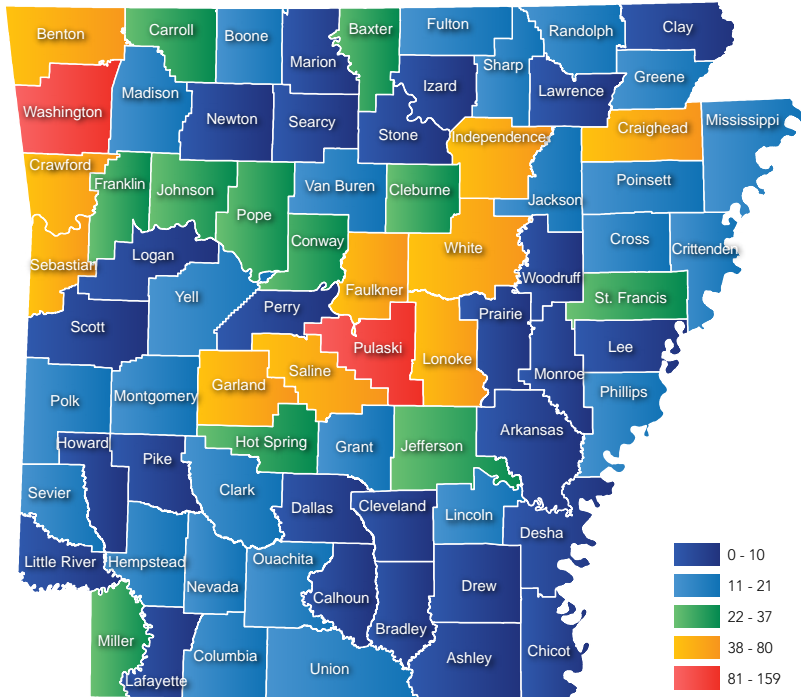 Benton
Carroll
Boone
Marion
Baxter
Fulton
Sharp
Randolph
Clay
Greene
Washington
Madison
Newton
Searcy
Stone
Izard
Lawrence
Independence
Craighead
Mississippi
Crawford
Franklin
Johnson
Pope
Van Buren
Cleburne
Jackson
Poinsett
Sebastian
Logan
Conway
White
Woodruff
Cross
Crittenden
Yell
Faulkner
St. Francis
Scott
Perry
Pulaski
Lonoke
Prairie
Lee
Monroe
Polk
Montgomery
Garland
Saline
Phillips
Howard
Pike
Hot Spring
Grant
Jefferson
Arkansas
Sevier
Clark
Dallas
Cleveland
Lincoln
Desha
Little River
Hempstead
Nevada
Ouachita
Calhoun
Bradley
Drew
Chicot
Miller
Lafayette
Columbia
Union
Ashley
0 - 10
11 - 21
22 - 37
38 - 80
81 - 159